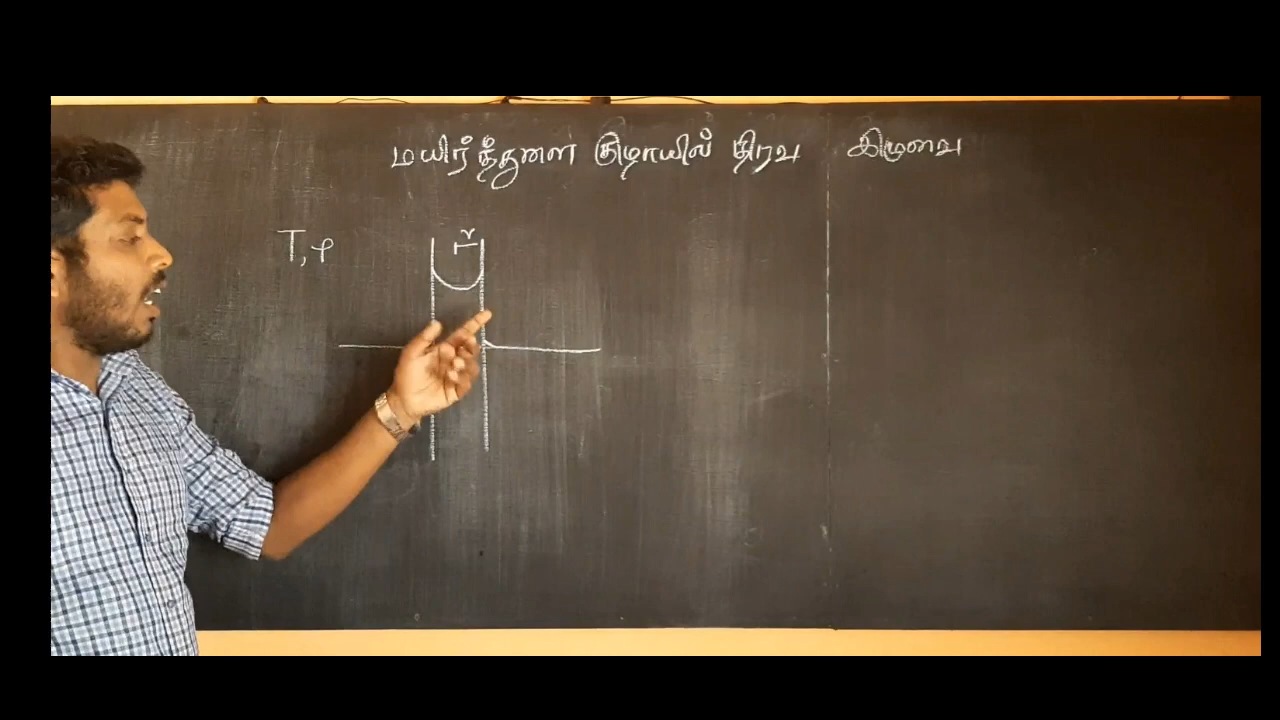 மயிர்த்துளை குழாயில் திரவ
T, ρ
r